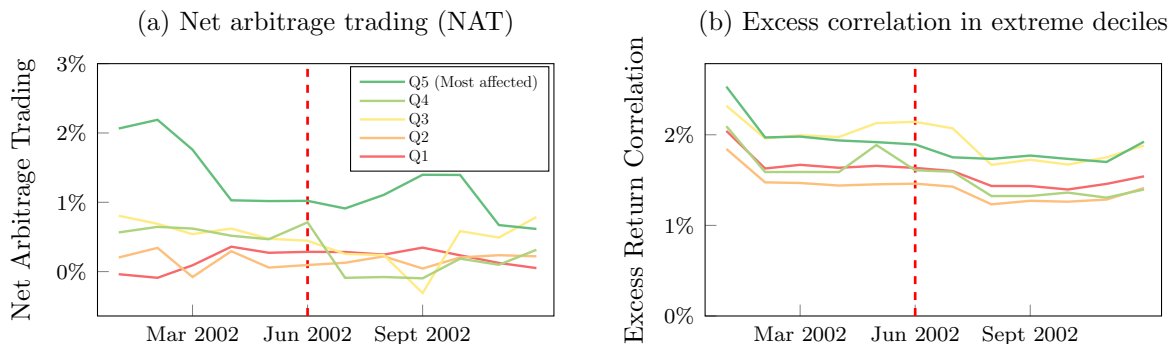 (a) Net arbitrage trading (NAT)
Net Arbitrage Trading
3%
2%
1%
0%
Q5 (Most affected)
Q4
Q3
Q2
Q1
Mar 2002
Jun 2002
Sept 2002
(b) Excess correlation in extreme deciles
Excess Return Correlation
2%
1%
0%
Mar 2002
Jun 2002
Sept 2002